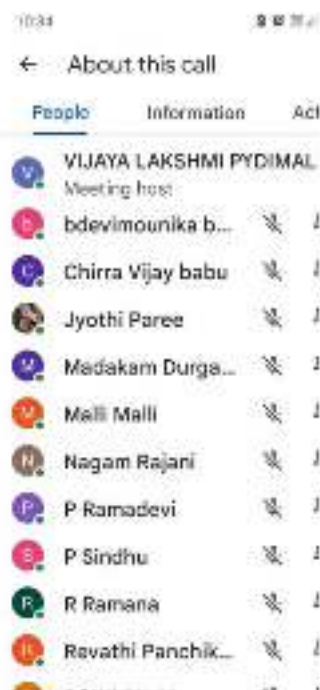 10:34
About this call
People Information Act
VIJAYA LAKSHMI PYDIMAL
V
Meeting host
b bdevimounika b...
C Chirra Vijay babu
Jyothi Paree
M Madakam Durga...
M Malli Malli
N Nagam Rajani
P P Ramadevi
S P Sindhu
R R Ramana
R Revathi Panchik...